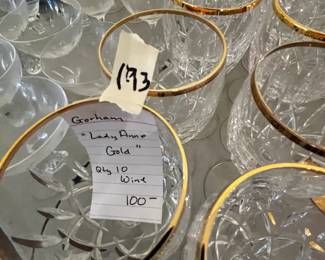 193
Gorham
"Lady Anne
Gold"
Qty 10
Wine
100-